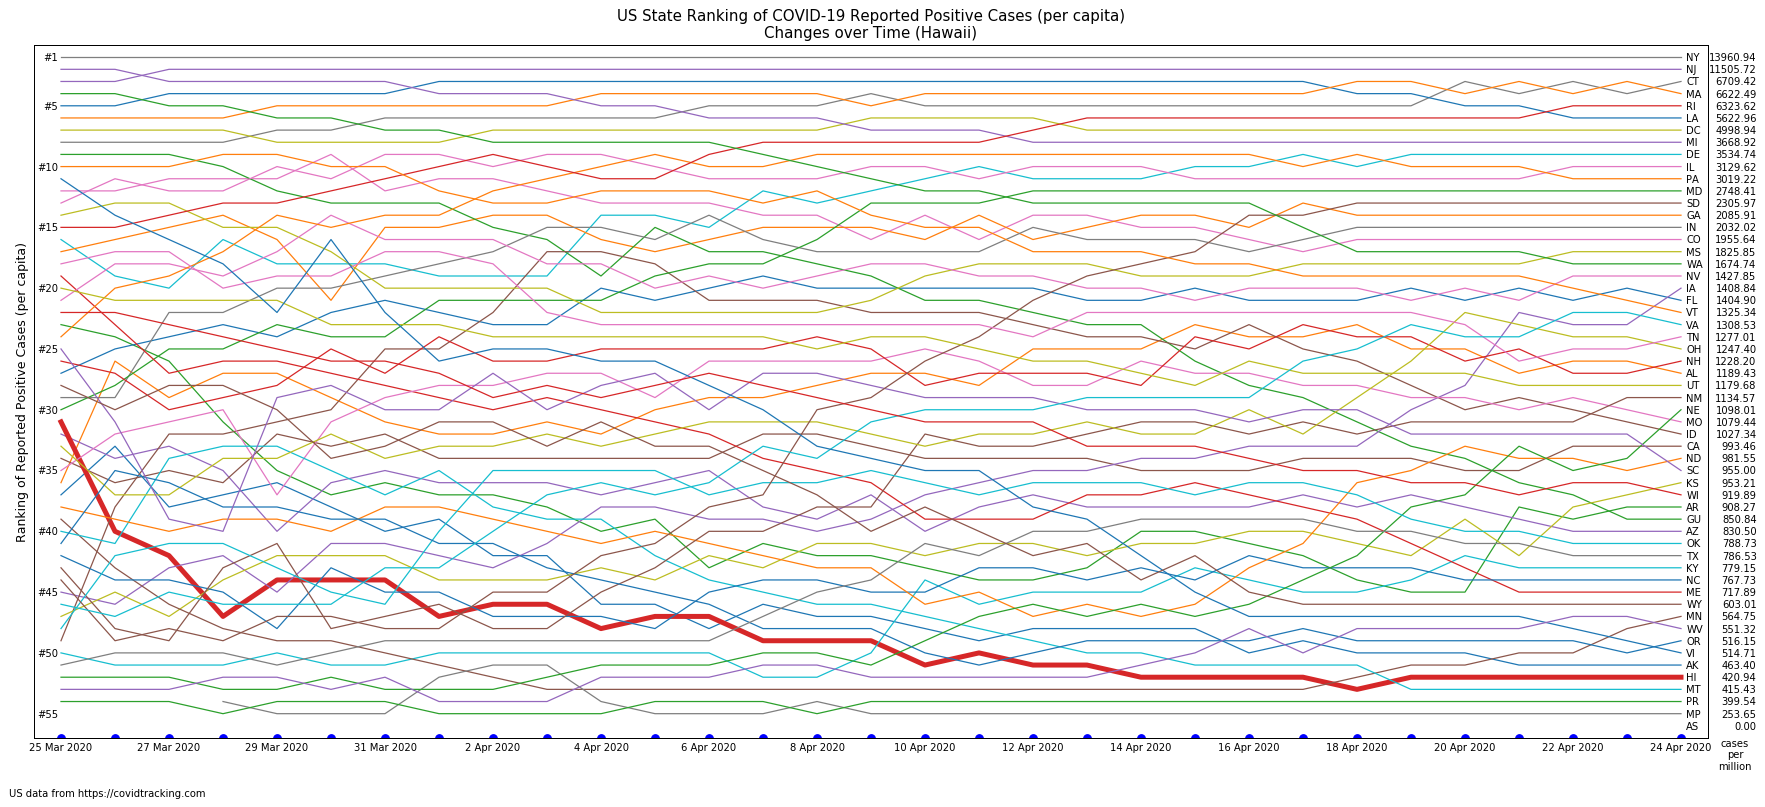 US State Ranking of COVID-19 Reported Positive Cases (per capita)
Changes over Time (Hawaii)
Ranking of Reported Positive Cases (per capita)
#1
#5
#10
#15
#20
#25
#30
#35
#40
#45
#50
#55
NY 13960.94
NJ 11505.72
CT 6709.42
MA 6622.49
RI 6323.62
LA 5622.96
DC 4998.94
MI 3668.92
DE 3534.74
IL 3129.62
PA 3019.22
MD 2748.41
SD 2305.97
GA 2085.91
IN 2032.02
CO 1955.64
MS 1825.85
WA 1674.74
NV 1427.85
IA 1408.84
FL 1404.90
VT 1325.34
VA 1308.53
TN 1277.01
OH 1247.40
NH 1228.20
AL 1189.43
UT 1179.68
NM 1134.57
NE 1098.01
MO 1079.44
ID 1027.34
CA 993.46
ND 981.55
SC 955.00
KS 953.21
WI 919.89
AR 908.27
GU 850.84
AZ 830.50
OK 788.73
TX 786.53
KY 779.15
NC 767.73
ME 717.89
WY 603.01
MN 564.75
WV 551.32
OR 516.15
VI 514.71
AK 463.40
HI 420.94
MT 415.43
PR 399.54
MP 253.65
AS 0.00
25 Mar 2020 27 Mar 2020 29 Mar 2020 31 Mar 2020 2 Apr 2020 4 Apr 2020 6 Apr 2020 8 Apr 2020 10 Apr 2020 12 Apr 2020 14 Apr 2020 16 Apr 2020 18 Apr 2020 20 Apr 2020 22 Apr 2020 24 Apr 2020
cases
per
million
US data from https://covidtracking.com